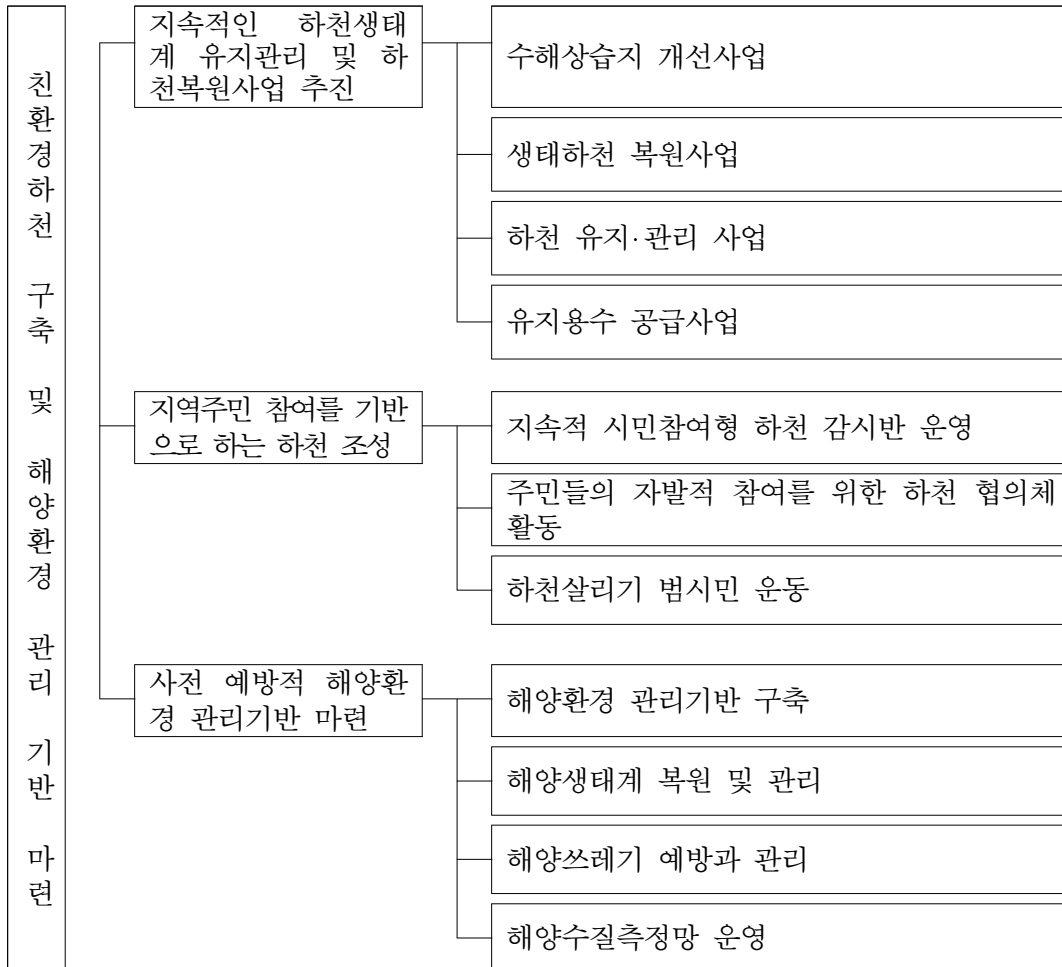 친환경하천 구축 및 해양환경 관리 기반 마련
지속적인 하천생태
계 유지관리 및 하
천복원사업 추진
수해상습지 개선사업
생태하천 복원사업
하천 유지·관리 사업
유지용수 공급사업
지역주민 참여를 기반
으로 하는 하천 조성
지속적 시민참여형 하천 감시반 운영
주민들의 자발적 참여를 위한 하천 협의체
활동
하천살리기 범시민 운동
사전 예방적 해양환
경 관리기반 마련
해양환경 관리기반 구축
해양생태계 복원 및 관리
해양쓰레기 예방과 관리
해양수질측정망 운영